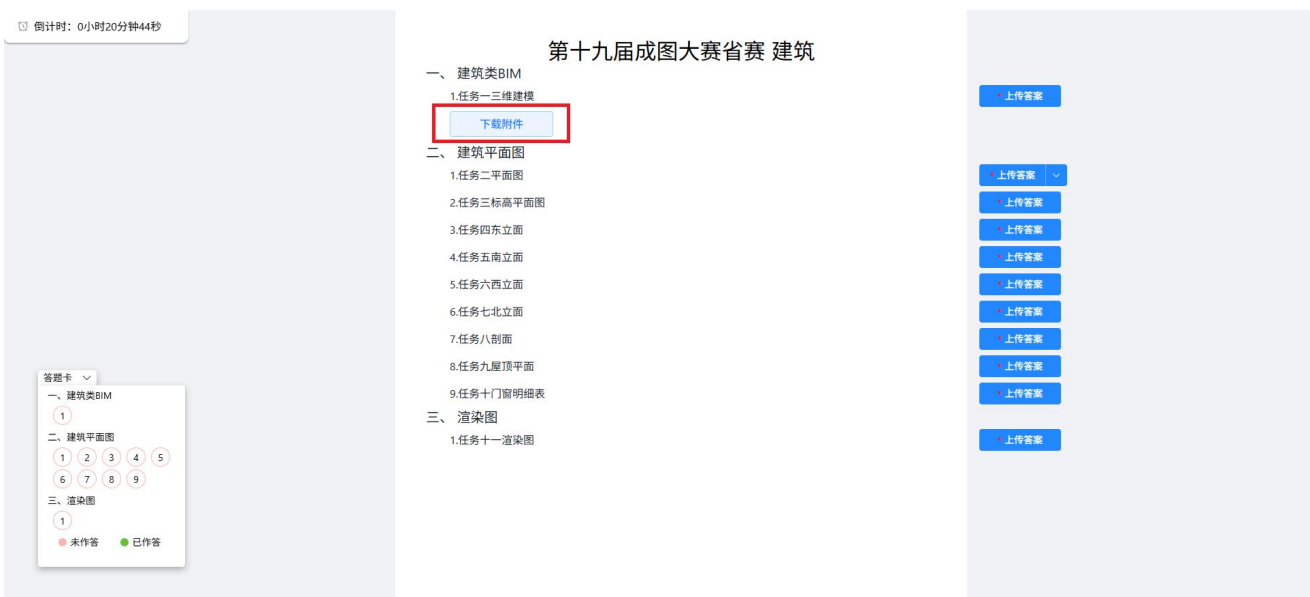 倒计时：0小时20分钟44秒
第十九届成图大赛省赛 建筑
一、 建筑类BIM
1.任务一三维建模
* 上传答案
下载附件
二、 建筑平面图
1.任务二平面图
* 上传答案
2.任务三标高平面图
* 上传答案
3.任务四东立面
* 上传答案
4.任务五南立面
* 上传答案
5.任务六西立面
* 上传答案
6.任务七北立面
* 上传答案
7.任务八剖面
* 上传答案
8.任务九屋顶平面
* 上传答案
9.任务十门窗明细表
* 上传答案
三、 渲染图
1.任务十一渲染图
* 上传答案
答题卡
一、建筑类BIM
1
二、建筑平面图
1 2 3 4 5
6 7 8 9
三、渲染图
1
未作答 已作答